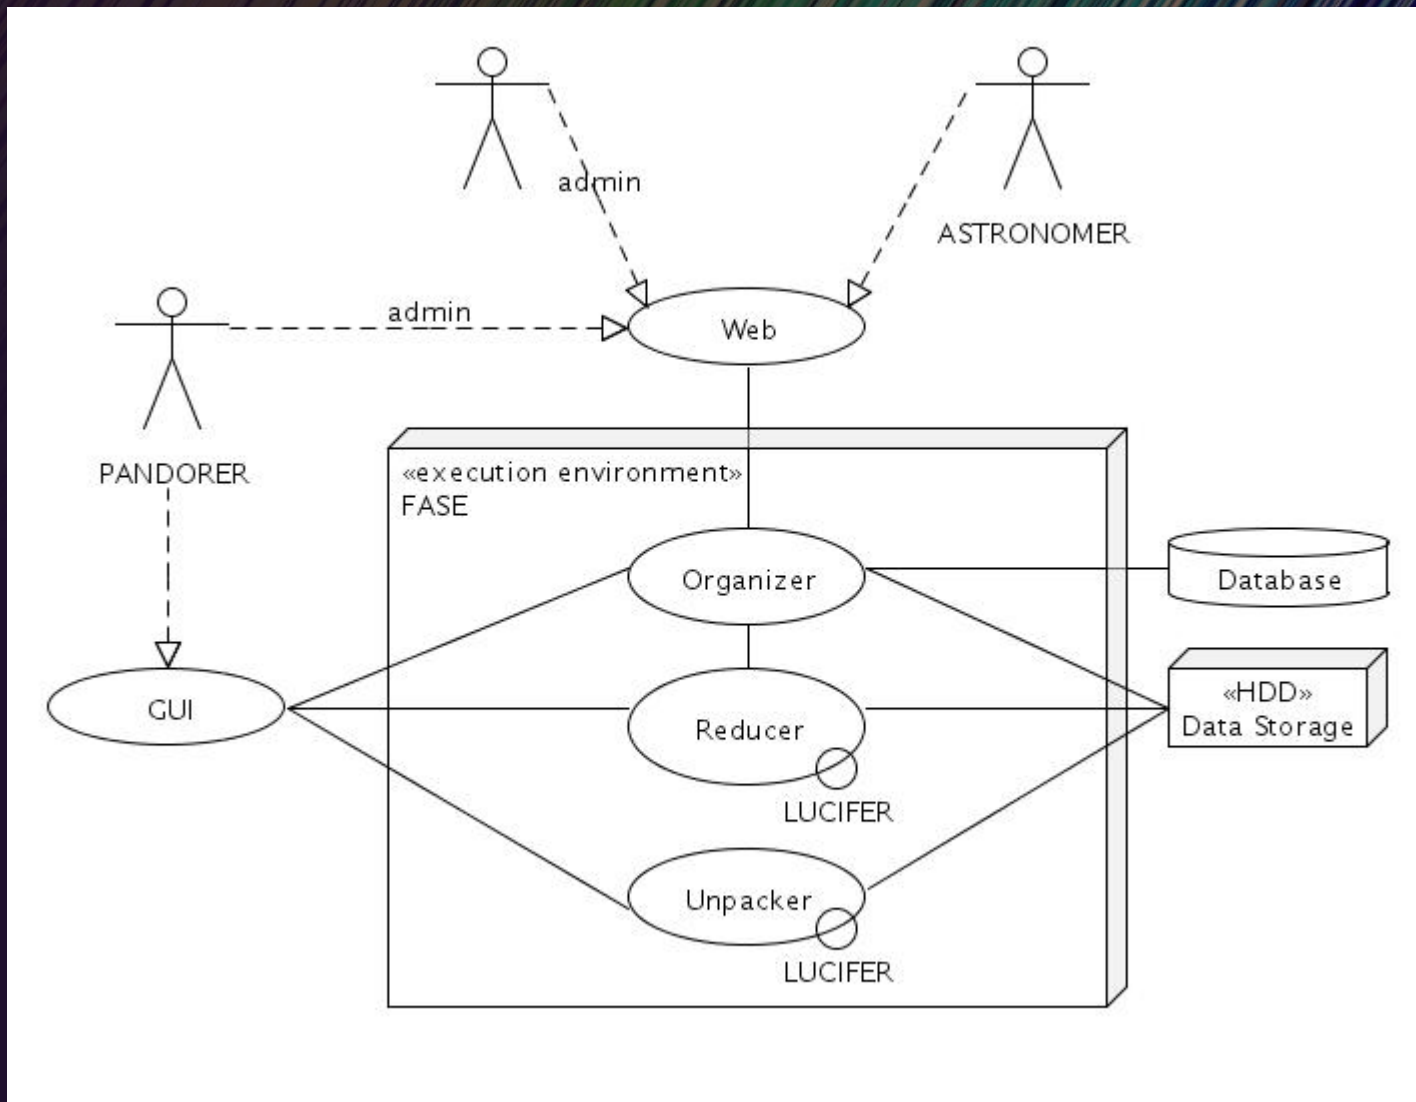 admin
ASTRONOMER
admin
Web
PANDORER
«execution environment»
FASE
Organizer
Database
GUI
Reducer
«HDD»
Data Storage
LUCIFER
Unpacker
LUCIFER